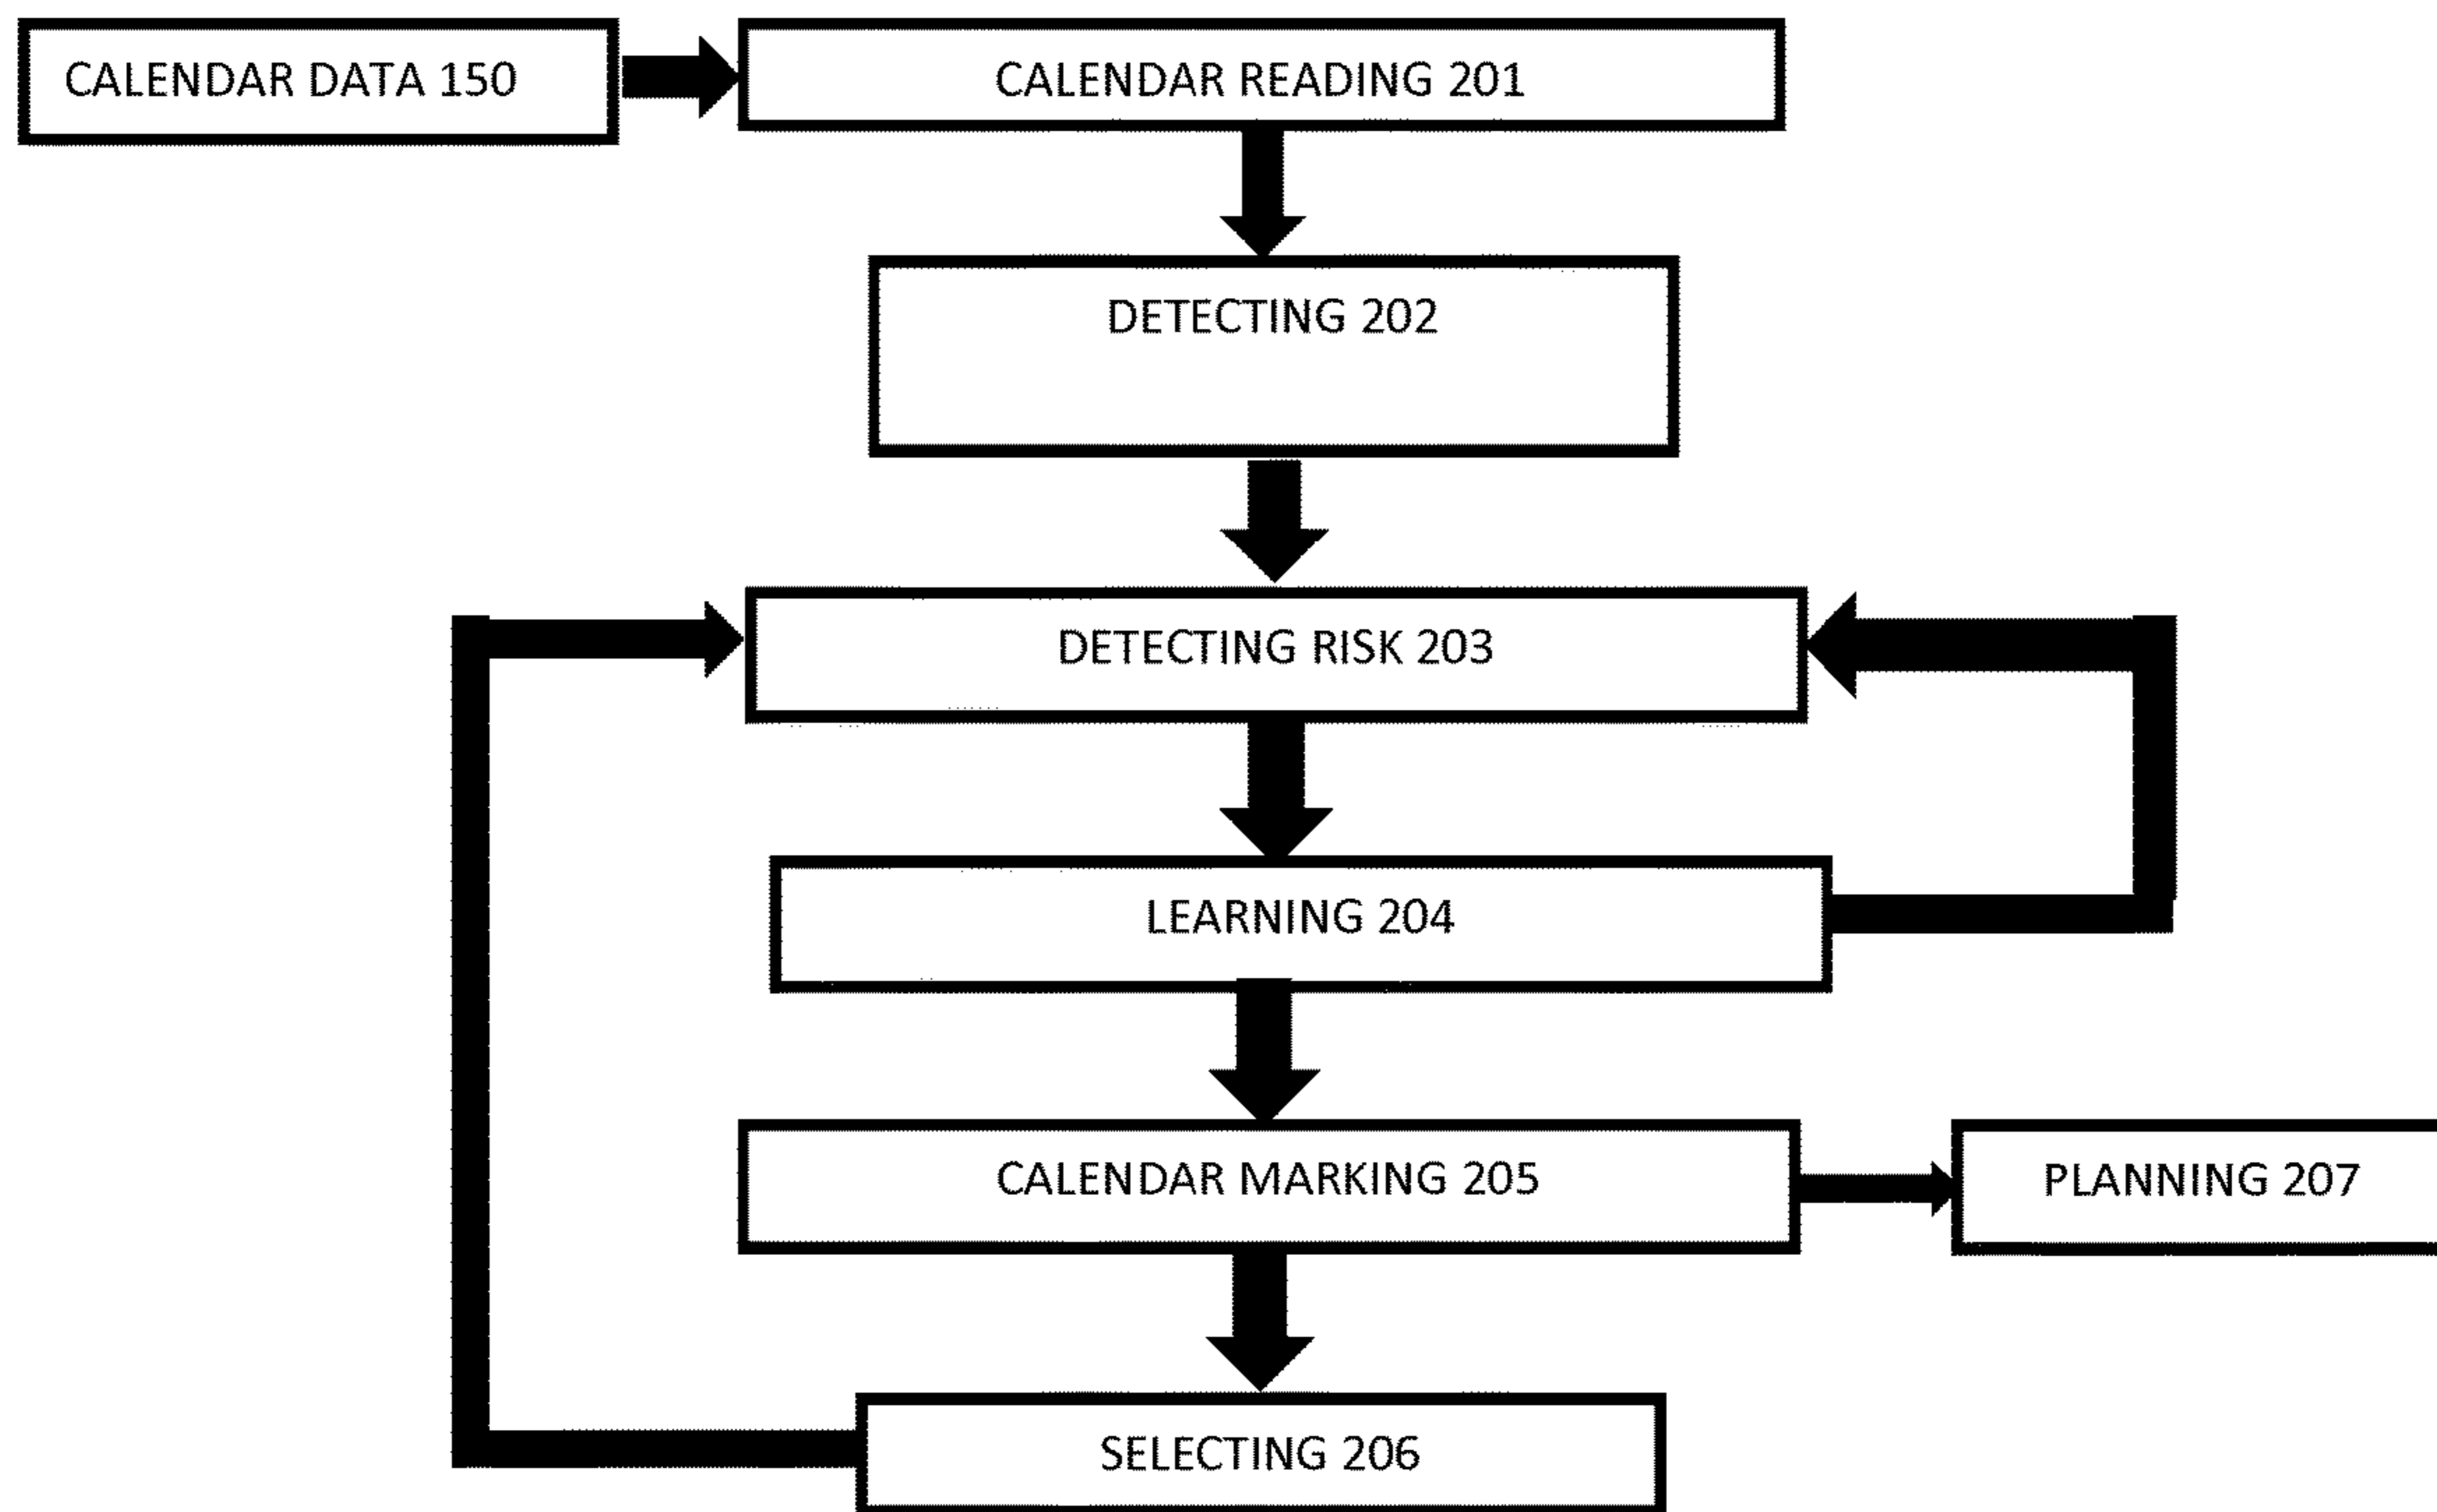 CALENDAR DATA 150
CALENDAR READING 201
DETECTING 202
DETECTING RISK 203
LEARNING 204
CALENDAR MARKING 205
PLANNING 207
SELECTING 206